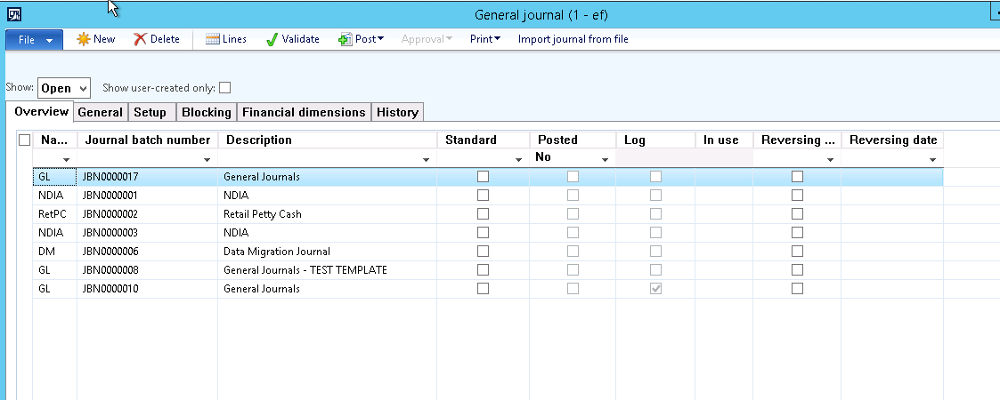 General journal (1 - ef)
File New Delete Lines Validate Post Approval Print Import journal from file
Show: Open Show user-created only:
Overview General Setup Blocking Financial dimensions History
Na... Journal batch number Description Standard Posted Log In use Reversing ... Reversing date
No
GL JBN0000017 General Journals
NDIA JBN0000001 NDIA
RetPC JBN0000002 Retail Petty Cash
NDIA JBN0000003 NDIA
DM JBN0000006 Data Migration Journal
GL JBN0000008 General Journals - TEST TEMPLATE
GL JBN0000010 General Journals